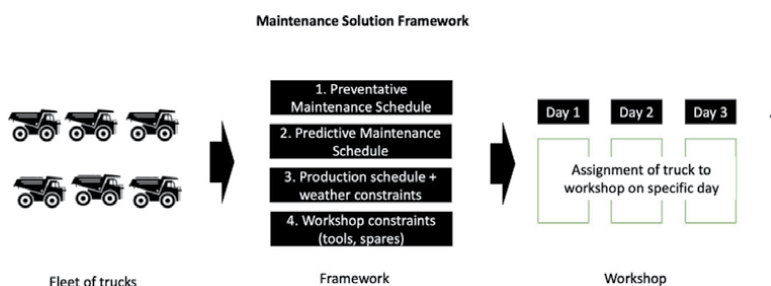 Maintenance Solution Framework
1. Preventative
Maintenance Schedule
2. Predictive Maintenance
Schedule
3. Production schedule +
weather constraints
4. Workshop constraints
(tools, spares)
Day 1
Day 2
Day 3
Assignment of truck to
workshop on specific day
Fleet of trucks
Framework
Workshop